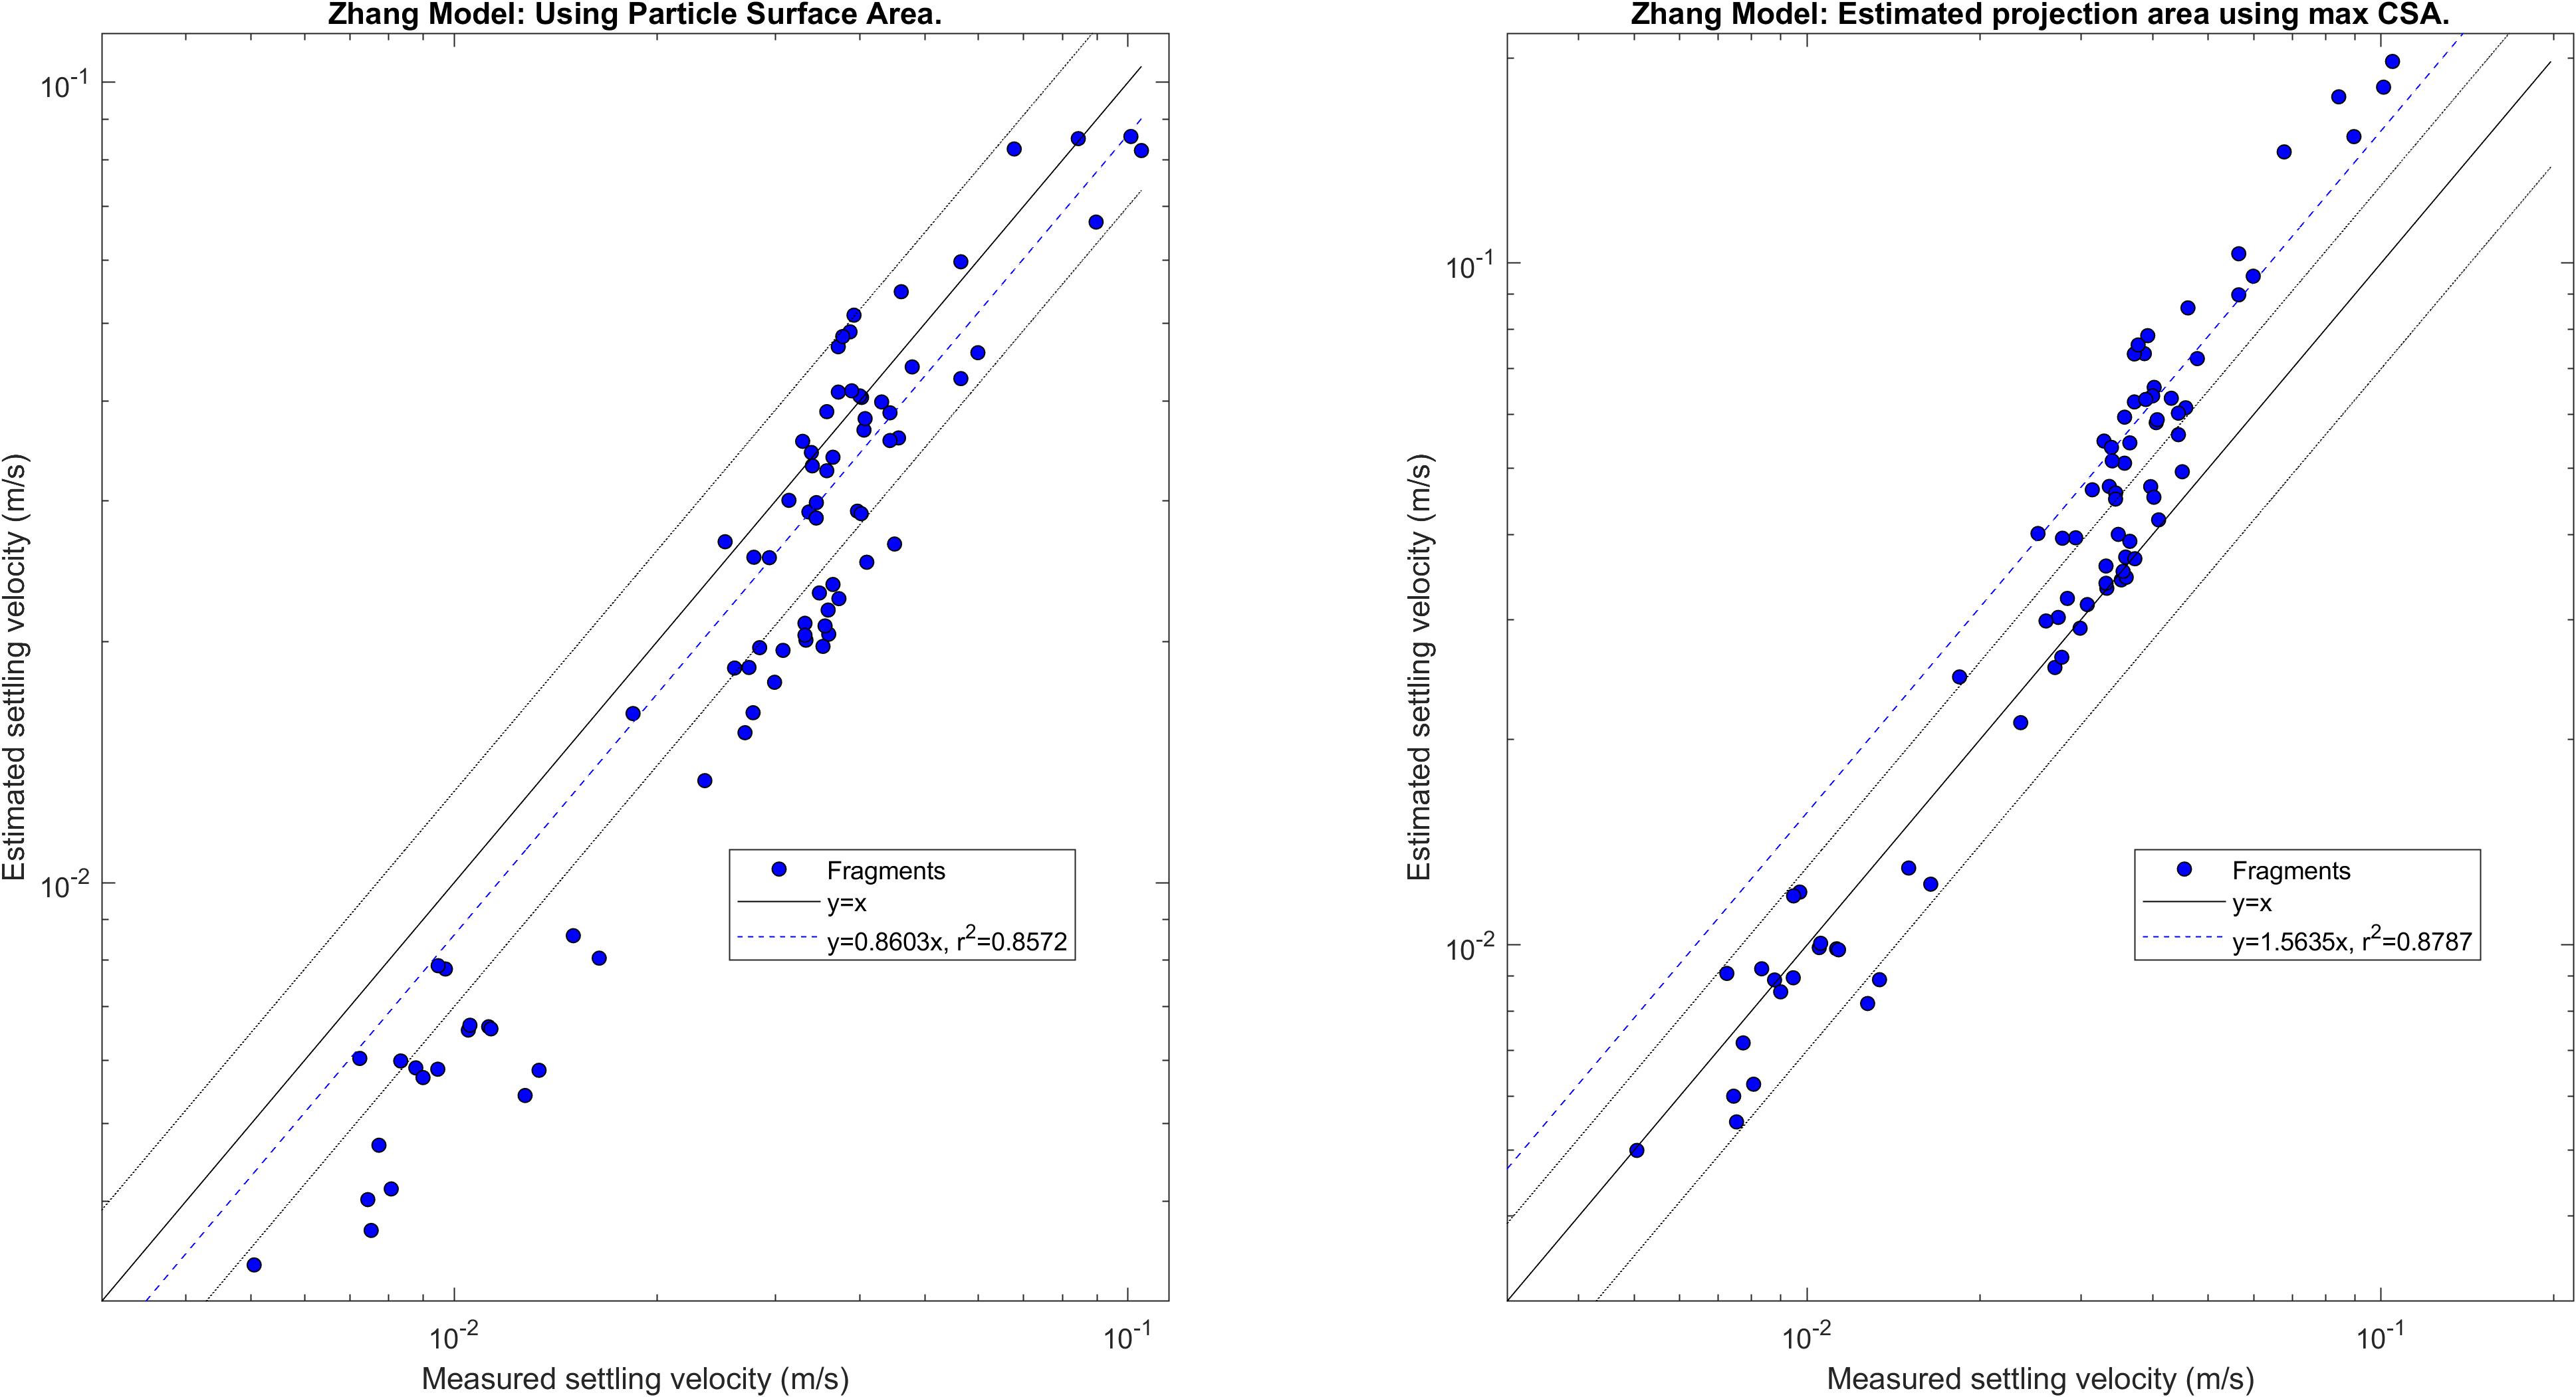 Zhang Model: Using Particle Surface Area.
10-1
10-2
Estimated settling velocity (m/s)
Fragments
y=x
y=0.8603x, r2=0.8572
10-2
10-1
Measured settling velocity (m/s)
Zhang Model: Estimated projection area using max CSA.
10-1
10-2
Estimated settling velocity (m/s)
Fragments
y=x
y=1.5635x, r2=0.8787
10-2
10-1
Measured settling velocity (m/s)